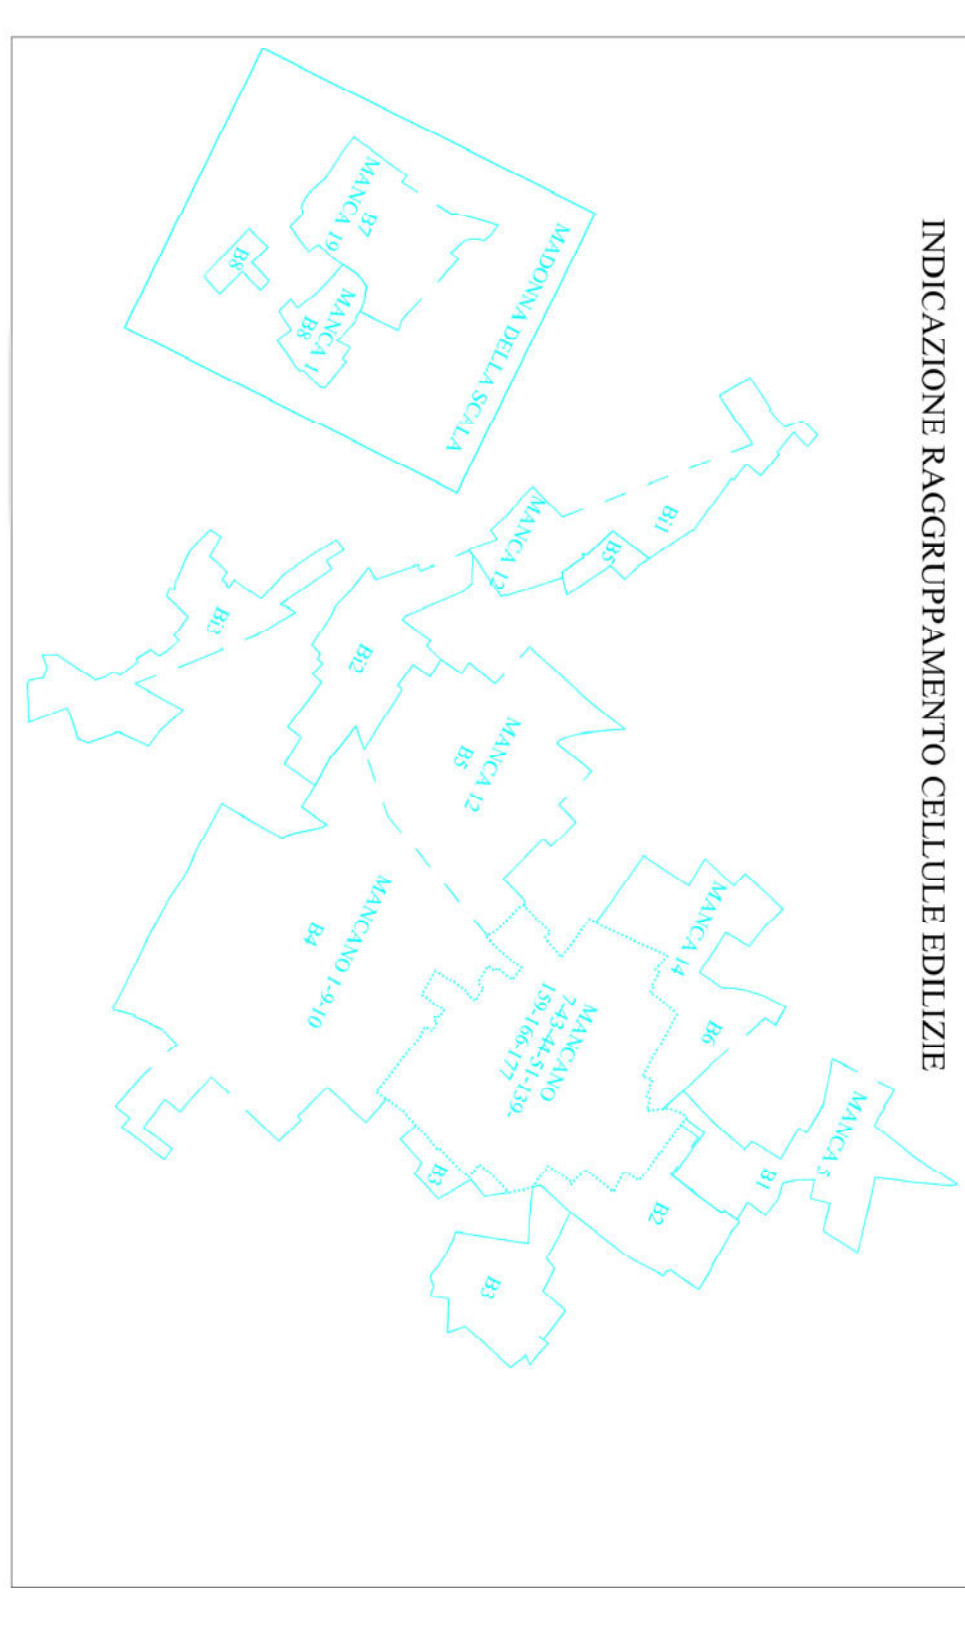 INDICAZIONE RAGGRUPPAMENTO CELLULE EDILIZIE
MADONNA DELLA SCALA
B7
MANCA 19
MANCA 1
B8
B8
Bi1
B5
MANCA 12
Bi2
Bi3
MANCA 12
B5
MANCA 14
B6
MANCANO 1-9-10
B4
MANCANO
7-43-44-51-139-
159-166-177
MANCA 5
B1
B2
B3
B3